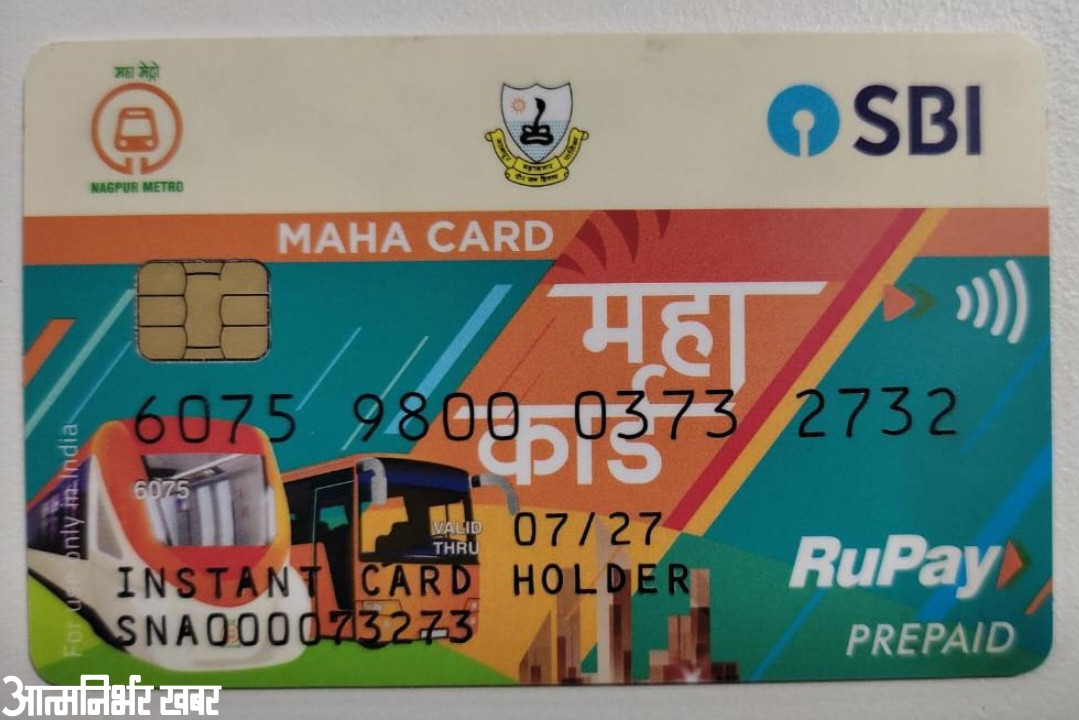 महा मेट्रो
NAGPUR METRO
SBI
MAHA CARD
महा
कार्ड
6075 9800 0373 2732
6075
For use only in India
VALID
THRU
07/27
INSTANT CARD HOLDER
SNA000073273
RuPay
PREPAID
आत्मनिर्भर खबर